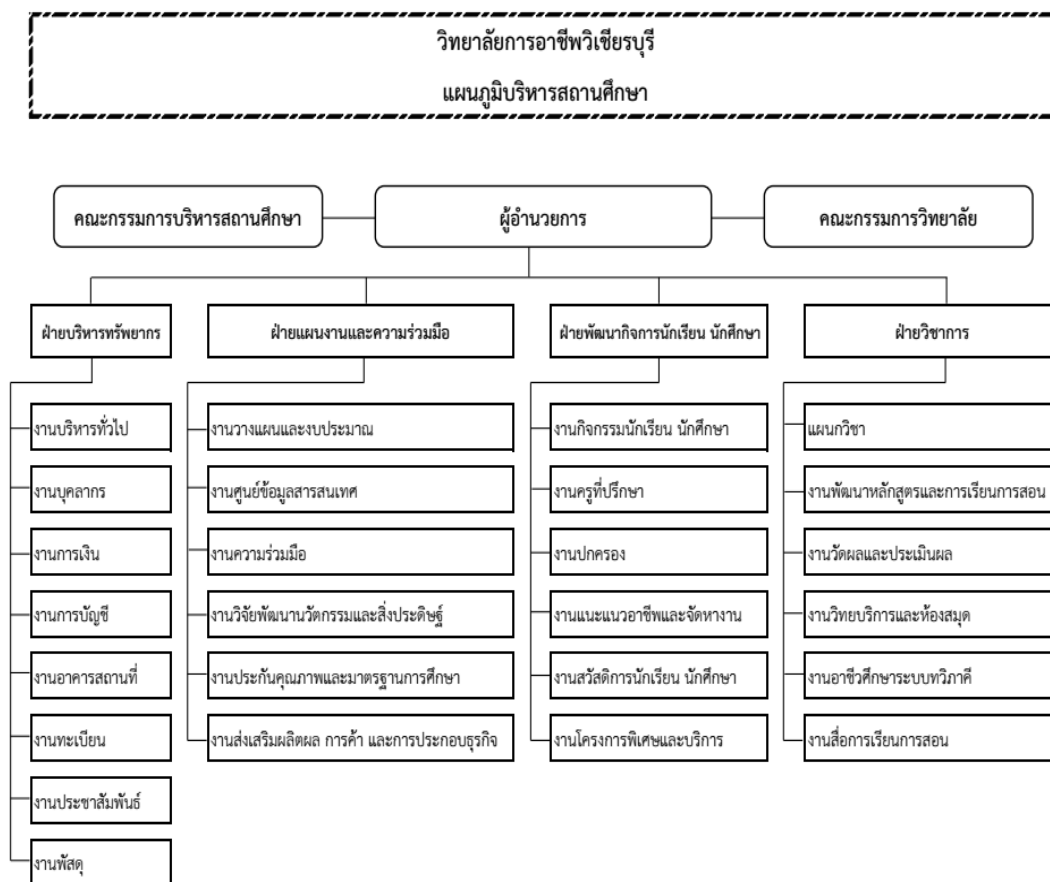 วิทยาลัยการอาชีพวิเชียรบุรี
แผนภูมิบริหารสถานศึกษา
คณะกรรมการบริหารสถานศึกษา
ผู้อำนวยการ
คณะกรรมการวิทยาลัย
ฝ่ายบริหารทรัพยากร
ฝ่ายแผนงานและความร่วมมือ
ฝ่ายพัฒนากิจการนักเรียน นักศึกษา
ฝ่ายวิชาการ
งานบริหารทั่วไป
งานบุคลากร
งานการเงิน
งานการบัญชี
งานอาคารสถานที่
งานทะเบียน
งานประชาสัมพันธ์
งานพัสดุ
งานวางแผนและงบประมาณ
งานศูนย์ข้อมูลสารสนเทศ
งานความร่วมมือ
งานวิจัยพัฒนานวัตกรรมและสิ่งประดิษฐ์
งานประกันคุณภาพและมาตรฐานการศึกษา
งานส่งเสริมผลิตผล การค้า และการประกอบธุรกิจ
งานกิจกรรมนักเรียน นักศึกษา
งานครูที่ปรึกษา
งานปกครอง
งานแนะแนวอาชีพและจัดหางาน
งานสวัสดิการนักเรียน นักศึกษา
งานโครงการพิเศษและบริการ
แผนกวิชา
งานพัฒนาหลักสูตรและการเรียนการสอน
งานวัดผลและประเมินผล
งานวิทยบริการและห้องสมุด
งานอาชีวศึกษาระบบทวิภาคี
งานสื่อการเรียนการสอน